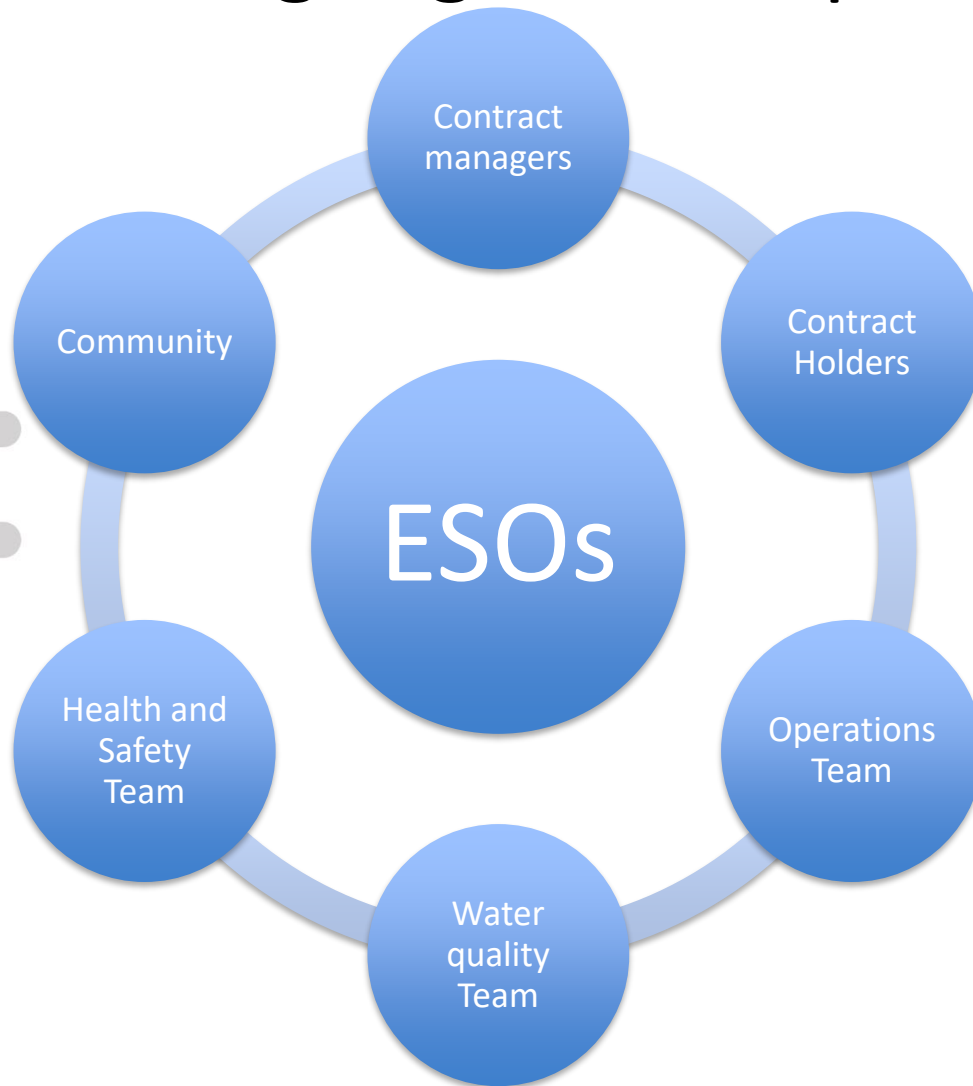 Contract
managers
Contract
Holders
Community
ESOs
Health and
Safety
Team
Operations
Team
Water
quality
Team